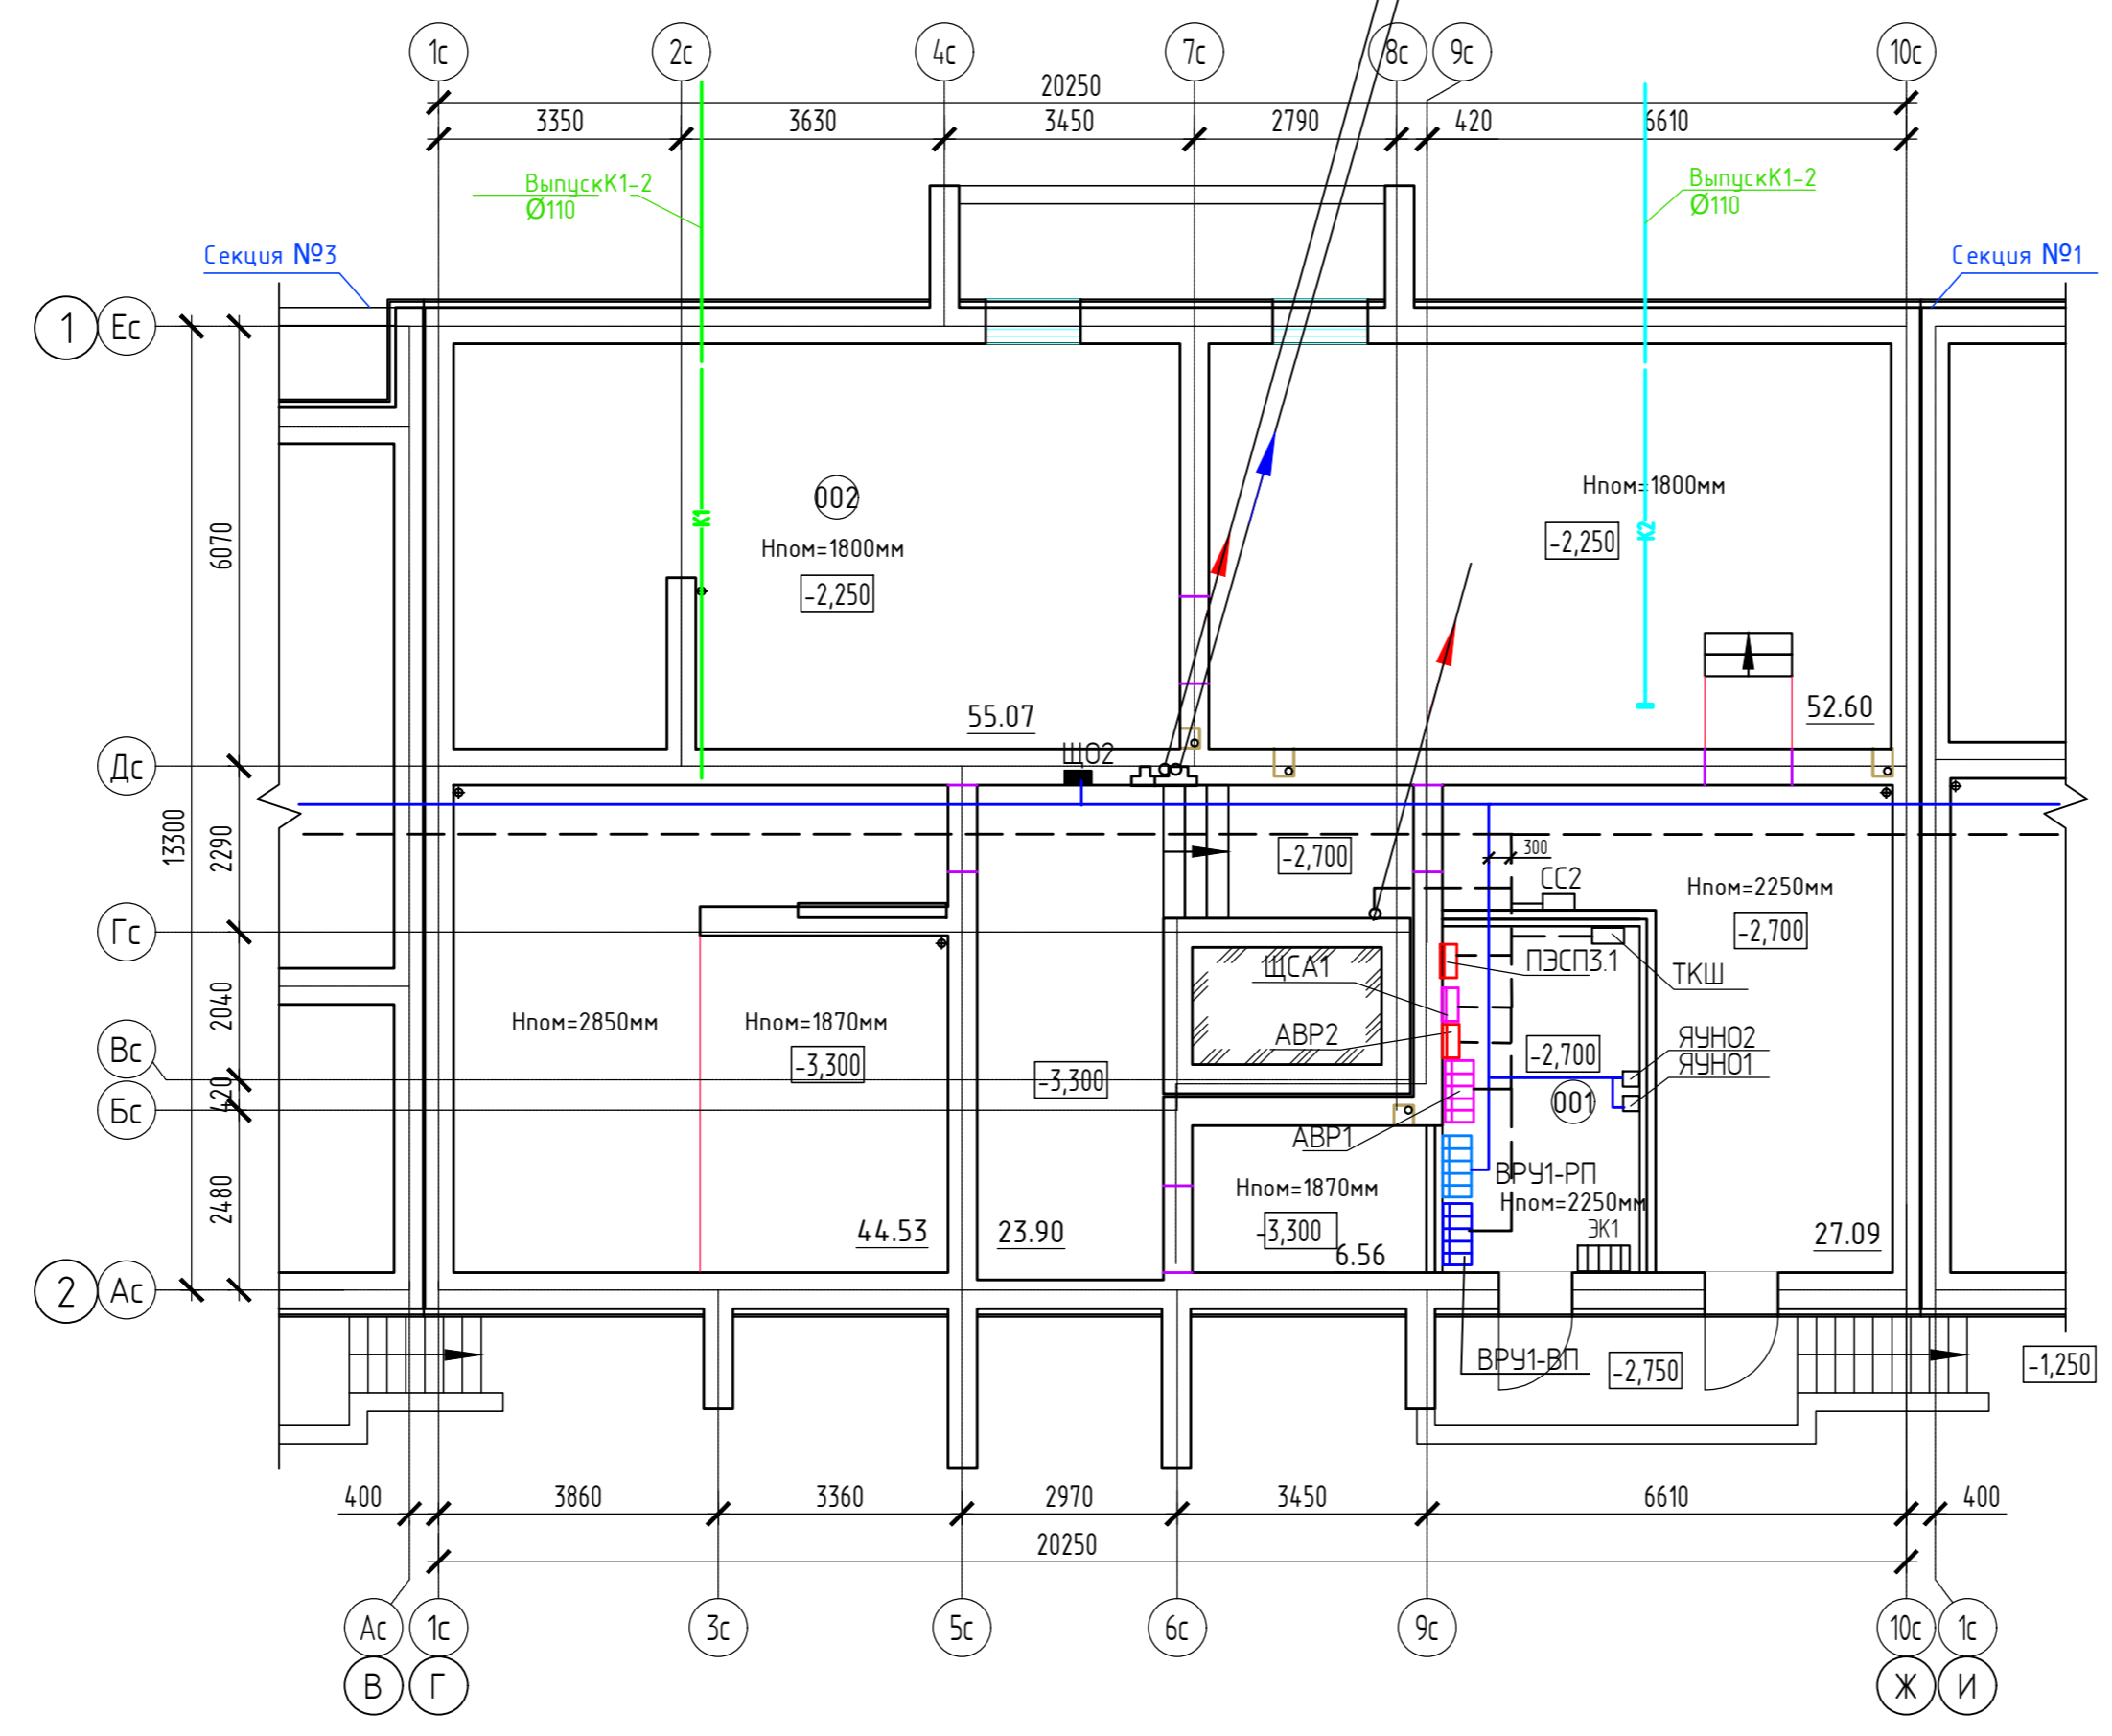 1с
2с
4с
7с
8с
9с
10с
20250
3350
3630
3450
2790
420
6610
ВыпускК1-2
Ø110
ВыпускК1-2
Ø110
Секция №3
Секция №1
1
Ес
002
Нпом=1800мм
-2,250
К1
Нпом=1800мм
-2,250
К2
6070
55.07
52.60
ЩО2
Дс
13300
2290
-2,700
300
СС2
Нпом=2250мм
-2,700
Гс
ЩСА1
ПЭСПЗ.1
ТКШ
2040
Нпом=2850мм
Нпом=1870мм
-3,300
-3,300
АВР2
-2,700
ЯУНО2
ЯУНО1
Вс
420
Бс
001
АВР1
2480
Нпом=1870мм
-3,300
6.56
ВРУ1-РП
Нпом=2250мм
ЭК1
44.53
23.90
27.09
2
Ас
ВРУ1-ВП
-2,750
-1,250
400
3860
3360
2970
3450
6610
400
20250
Ас
1с
3с
5с
6с
9с
10с
1с
В
Г
Ж
И